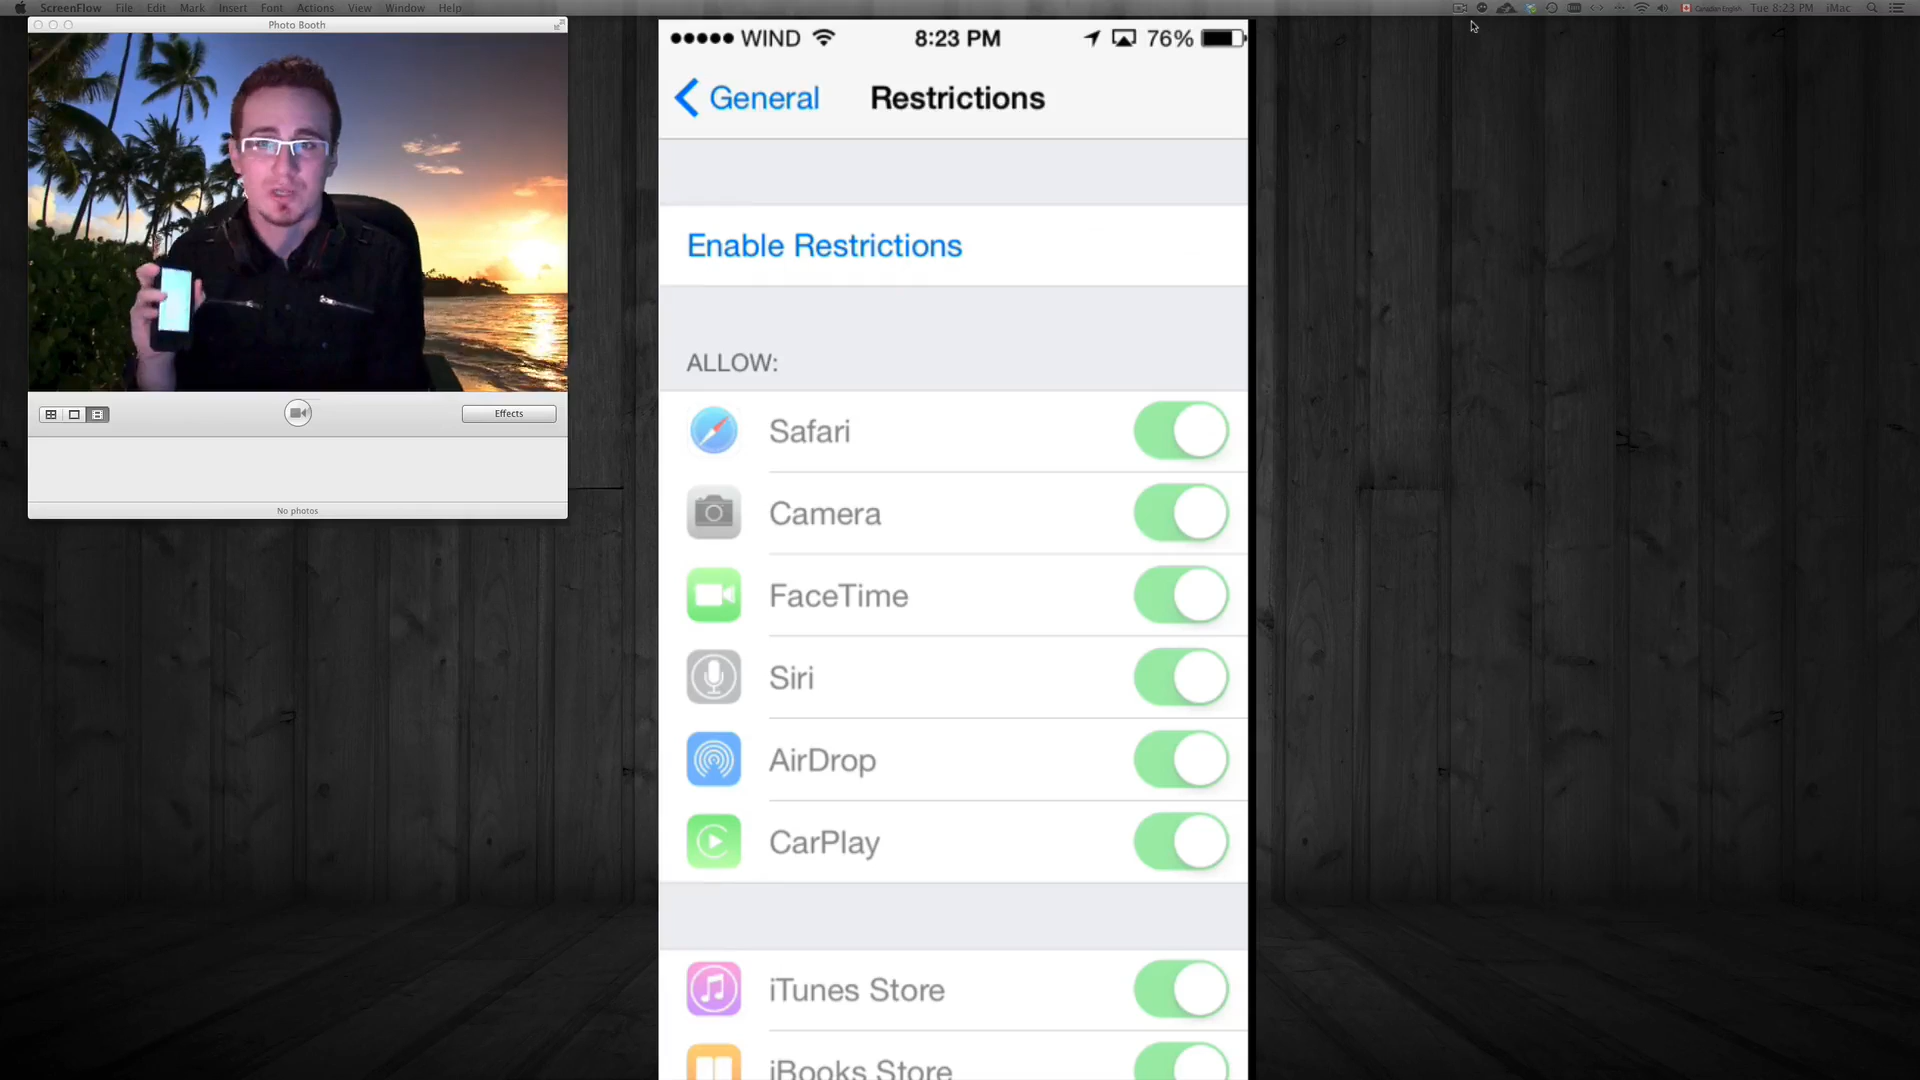 ScreenFlow File Edit Mark Insert Font Actions View Window Help
Canadian English Tue 8:23 PM iMac
Photo Booth
Effects
No photos
WIND 8:23 PM 76%
General Restrictions
Enable Restrictions
ALLOW:
Safari
Camera
FaceTime
Siri
AirDrop
CarPlay
iTunes Store
iBooks Store